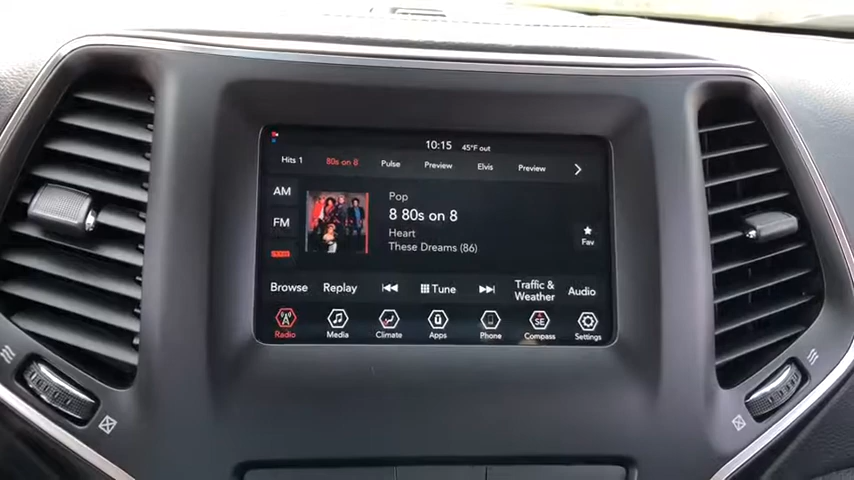 10:15 45°F out
Hits 1 80s on 8 Pulse Preview Elvis Preview
AM
Pop
8 80s on 8
FM
Heart
These Dreams (86)
Fav
Browse Replay Tune Traffic & Weather Audio
Radio Media Climate Apps Phone SE Compass Settings